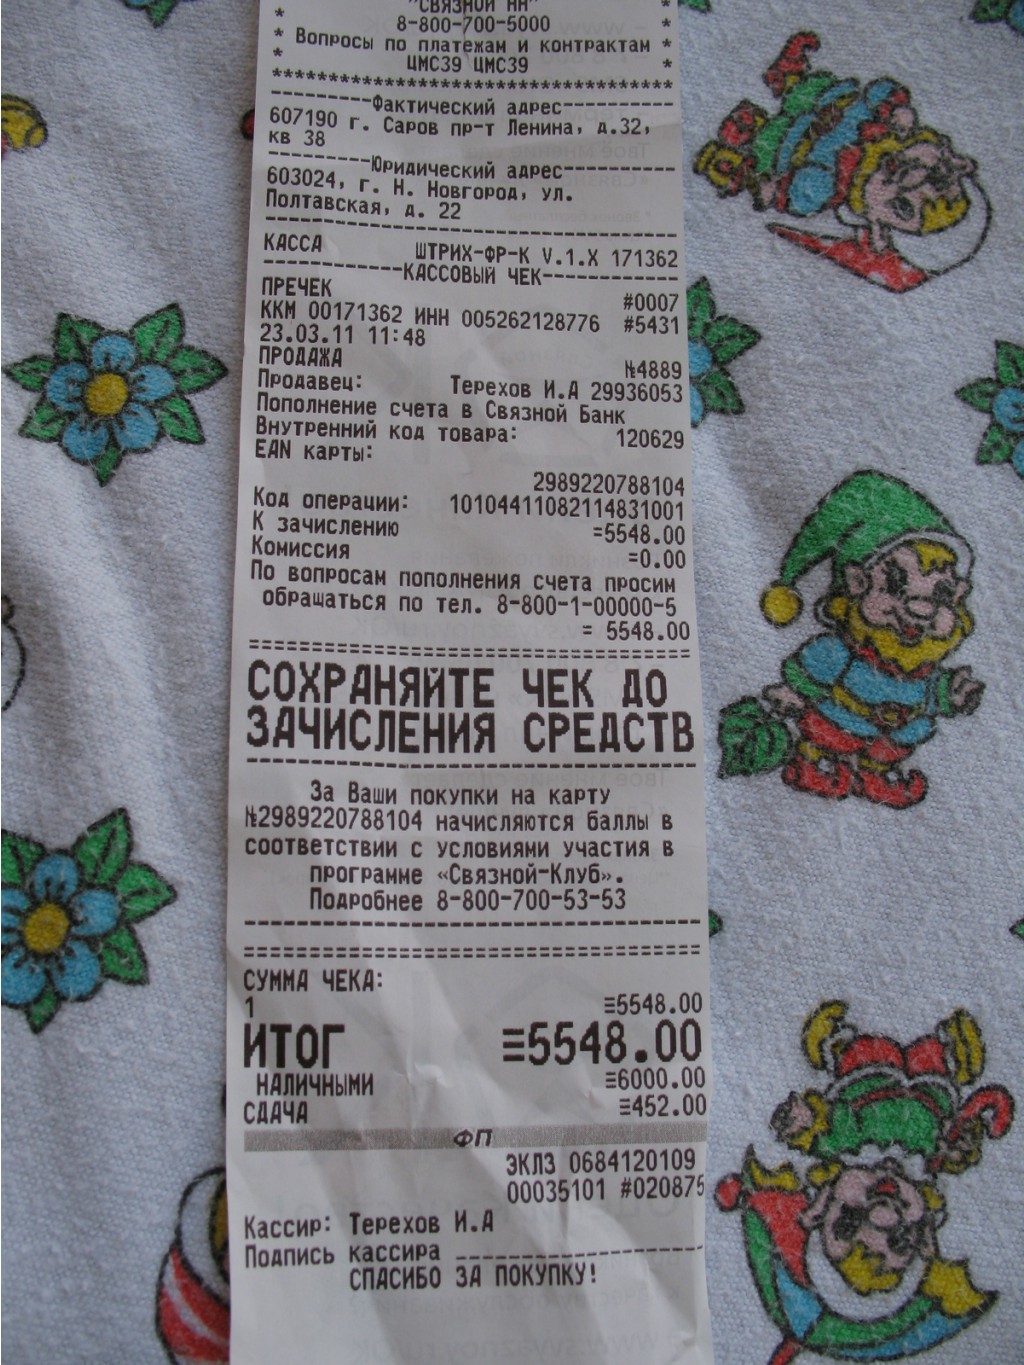 "СВЯЗНОЙ НН"
* 8-800-700-5000 *
* Вопросы по платежам и контрактам *
* ЦМС39 ЦМС39 *
**************************************
---------Фактический адрес----------
607190 г. Саров пр-т Ленина, д.32,
кв 38
---------Юридический адрес----------
603024, г. Н. Новгород, ул.
Полтавская, д. 22
------------------------------------
КАССА ШТРИХ-ФР-К V.1.X 171362
------------КАССОВЫЙ ЧЕК------------
ПРЕЧЕК #0007
ККМ 00171362 ИНН 005262128776 #5431
23.03.11 11:48
ПРОДАЖА №4889
Продавец: Терехов И.А 29936053
Пополнение счета в Связной Банк
Внутренний код товара: 120629
EAN карты:
2989220788104
Код операции: 10104411082114831001
К зачислению =5548.00
Комиссия =0.00
По вопросам пополнения счета просим
обращаться по тел. 8-800-1-00000-5
= 5548.00
====================================
СОХРАНЯЙТЕ ЧЕК ДО
ЗАЧИСЛЕНИЯ СРЕДСТВ
------------------------------------
За Ваши покупки на карту
№2989220788104 начисляются баллы в
соответствии с условиями участия в
программе «Связной-Клуб».
Подробнее 8-800-700-53-53
------------------------------------
====================================
СУММА ЧЕКА:
1 ≡5548.00
ИТОГ ≡5548.00
НАЛИЧНЫМИ ≡6000.00
СДАЧА ≡452.00
ФП
ЭКЛЗ 0684120109
00035101 #020875
Кассир: Терехов И.А
Подпись кассира ____________________
СПАСИБО ЗА ПОКУПКУ!